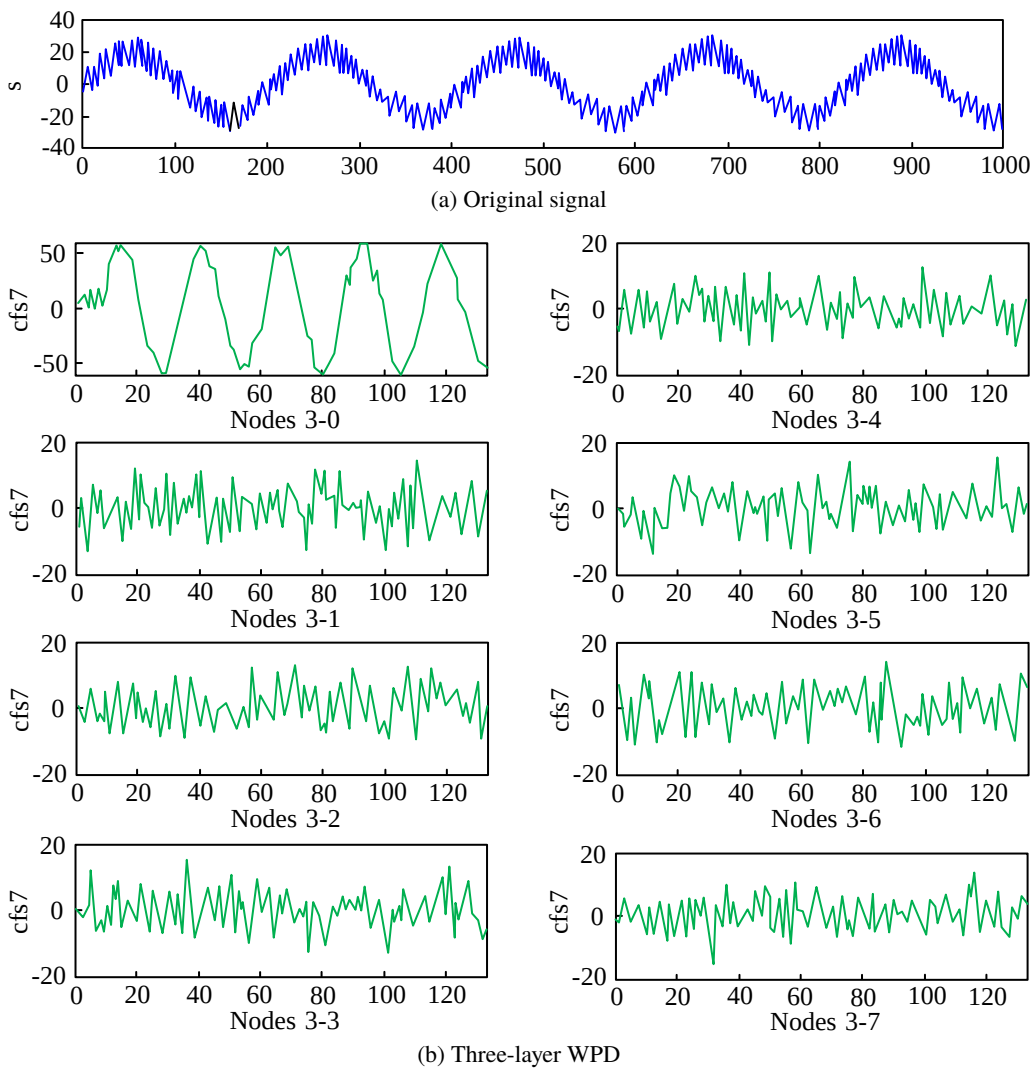 40
20
0
-20
-40
s
0 100 200 300 400 500 600 700 800 900 1000
(a) Original signal
50
0
-50
cfs7
0 20 40 60 80 100 120
Nodes 3-0
20
0
-20
cfs7
0 20 40 60 80 100 120
Nodes 3-4
20
0
-20
cfs7
0 20 40 60 80 100 120
Nodes 3-1
20
0
-20
cfs7
0 20 40 60 80 100 120
Nodes 3-5
20
0
-20
cfs7
0 20 40 60 80 100 120
Nodes 3-2
20
0
-20
cfs7
0 20 40 60 80 100 120
Nodes 3-6
20
0
-20
cfs7
0 20 40 60 80 100 120
Nodes 3-3
20
0
-20
cfs7
0 20 40 60 80 100 120
Nodes 3-7
(b) Three-layer WPD